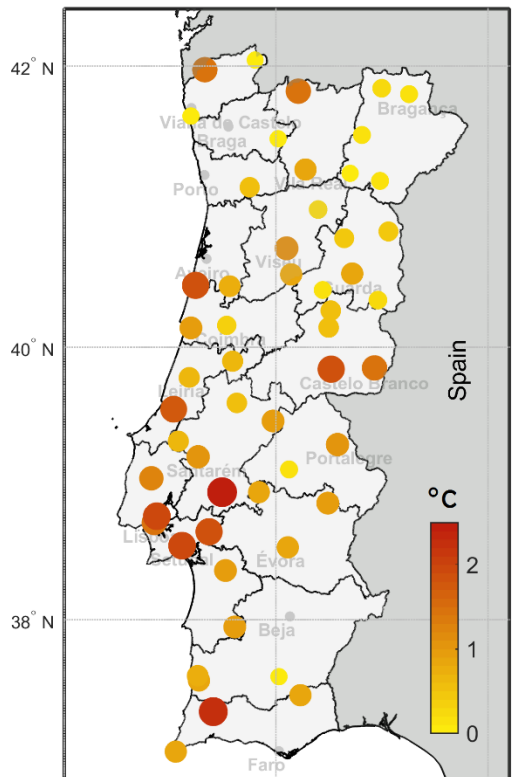 42° N
Viana de Castelo
Bragança
Braga
Porto
Vila Real
Aveiro
Viseu
Guarda
40° N
Coimbra
Spain
Leiria
Castelo Branco
Santarém
Portalegre
°C
Lisboa
Setúbal
Évora
2
38° N
Beja
1
0
Faro